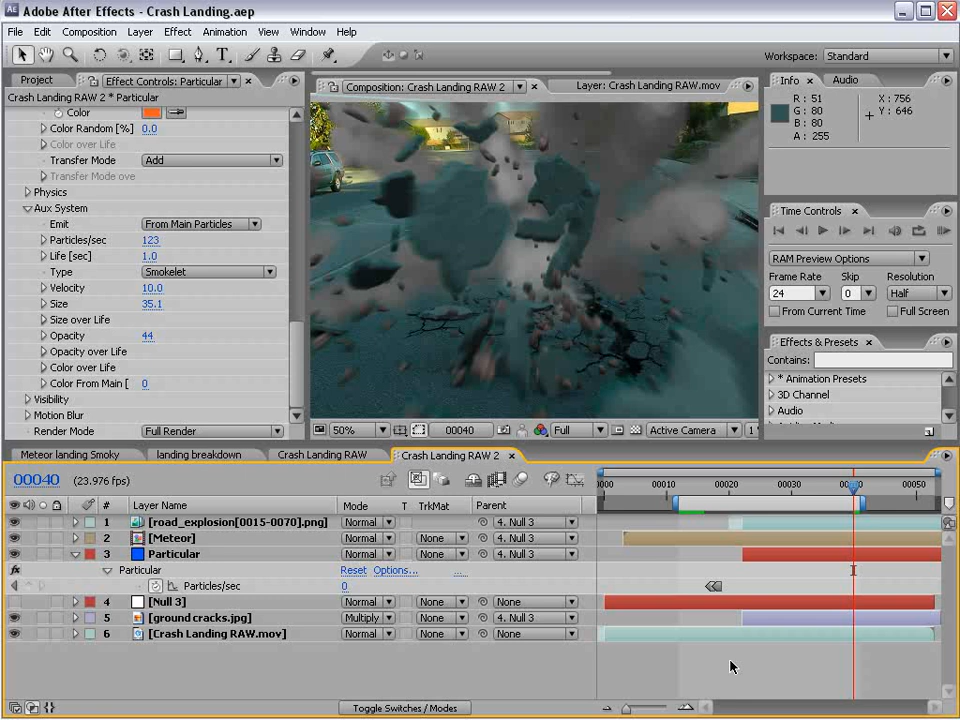 Adobe After Effects - Crash Landing.aep
File Edit Composition Layer Effect Animation View Window Help
Workspace: Standard
Project Effect Controls: Particular
Crash Landing RAW 2 * Particular
Color
Color Random [%] 0.0
Color over Life
Transfer Mode Add
Transfer Mode ove
Physics
Aux System
Emit From Main Particles
Particles/sec 123
Life [sec] 1.0
Type Smokelet
Velocity 10.0
Size 35.1
Size over Life
Opacity 44
Opacity over Life
Color over Life
Color From Main [ 0
Visibility
Motion Blur
Render Mode Full Render
Composition: Crash Landing RAW 2 Layer: Crash Landing RAW.mov
50% 00040 Full Active Camera 1
Info Audio
R : 51 X : 756
G : 80 Y : 646
B : 80
A : 255
Time Controls
RAM Preview Options
Frame Rate Skip Resolution
24 0 Half
From Current Time Full Screen
Effects & Presets
Contains:
* Animation Presets
3D Channel
Audio
Meteor landing Smoky landing breakdown Crash Landing RAW Crash Landing RAW 2
00040 (23.976 fps)
0000 00010 00020 00030 00050
# Layer Name Mode T TrkMat Parent
1 [road_explosion[0015-0070].png] Normal 4. Null 3
2 [Meteor] Normal None 4. Null 3
3 Particular Normal None 4. Null 3
fx Particular Reset Options... ...
Particles/sec 0
4 [Null 3] Normal None None
5 [ground cracks.jpg] Multiply None 4. Null 3
6 [Crash Landing RAW.mov] Normal None None
Toggle Switches / Modes